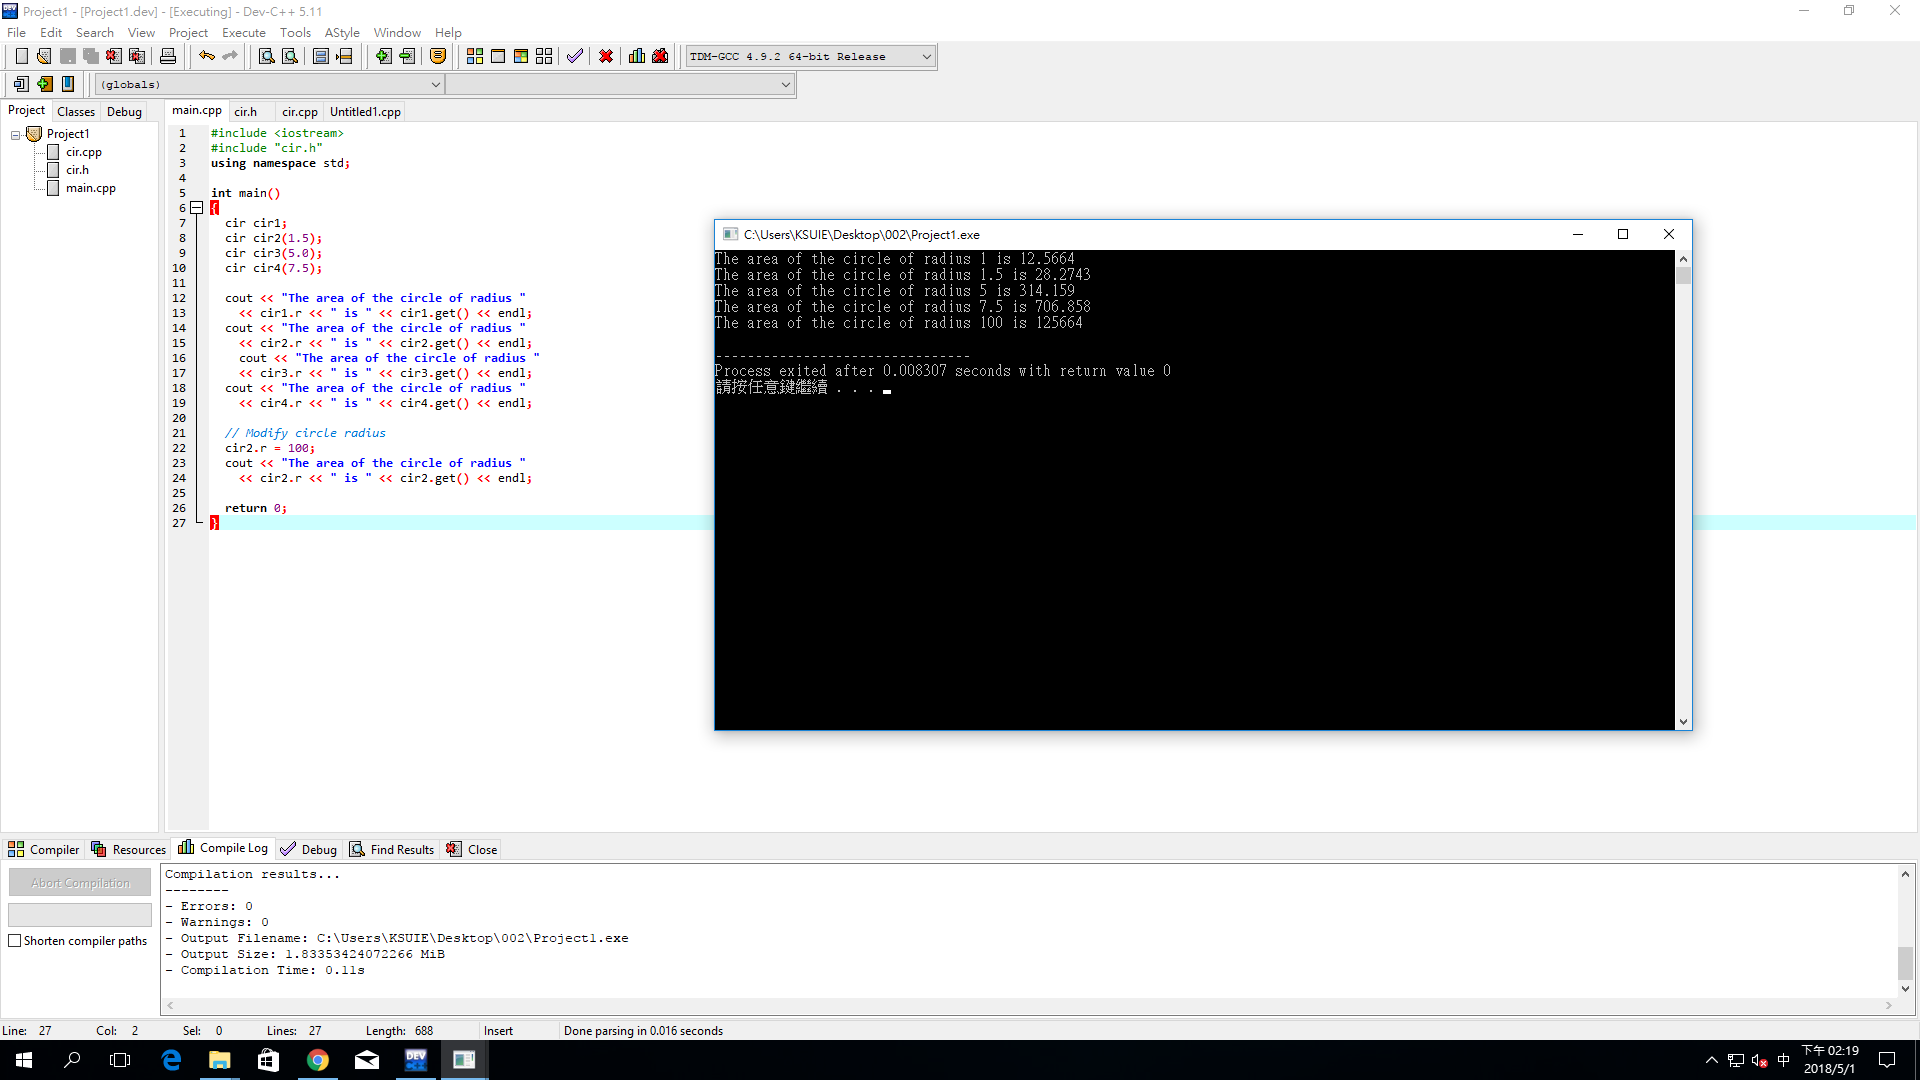 Project1 - [Project1.dev] - [Executing] - Dev-C++ 5.11
File Edit Search View Project Execute Tools AStyle Window Help
TDM-GCC 4.9.2 64-bit Release
(globals)
Project Classes Debug
main.cpp cir.h cir.cpp Untitled1.cpp
Project1
cir.cpp
cir.h
main.cpp
1 #include <iostream>
2 #include "cir.h"
3 using namespace std;
4
5 int main()
6 {
7 cir cir1;
8 cir cir2(1.5);
9 cir cir3(5.0);
10 cir cir4(7.5);
11
12 cout << "The area of the circle of radius "
13 << cir1.r << " is " << cir1.get() << endl;
14 cout << "The area of the circle of radius "
15 << cir2.r << " is " << cir2.get() << endl;
16 cout << "The area of the circle of radius "
17 << cir3.r << " is " << cir3.get() << endl;
18 cout << "The area of the circle of radius "
19 << cir4.r << " is " << cir4.get() << endl;
20
21 // Modify circle radius
22 cir2.r = 100;
23 cout << "The area of the circle of radius "
24 << cir2.r << " is " << cir2.get() << endl;
25
26 return 0;
27 }
C:\Users\KSUIE\Desktop\002\Project1.exe
The area of the circle of radius 1 is 12.5664
The area of the circle of radius 1.5 is 28.2743
The area of the circle of radius 5 is 314.159
The area of the circle of radius 7.5 is 706.858
The area of the circle of radius 100 is 125664
--------------------------------
Process exited after 0.008307 seconds with return value 0
請按任意鍵繼續 . . .
Compiler Resources Compile Log Debug Find Results Close
Abort Compilation
Shorten compiler paths
Compilation results...
--------
- Errors: 0
- Warnings: 0
- Output Filename: C:\Users\KSUIE\Desktop\002\Project1.exe
- Output Size: 1.83353424072266 MiB
- Compilation Time: 0.11s
Line: 27 Col: 2 Sel: 0 Lines: 27 Length: 688 Insert Done parsing in 0.016 seconds
DEV
中
下午 02:19
2018/5/1